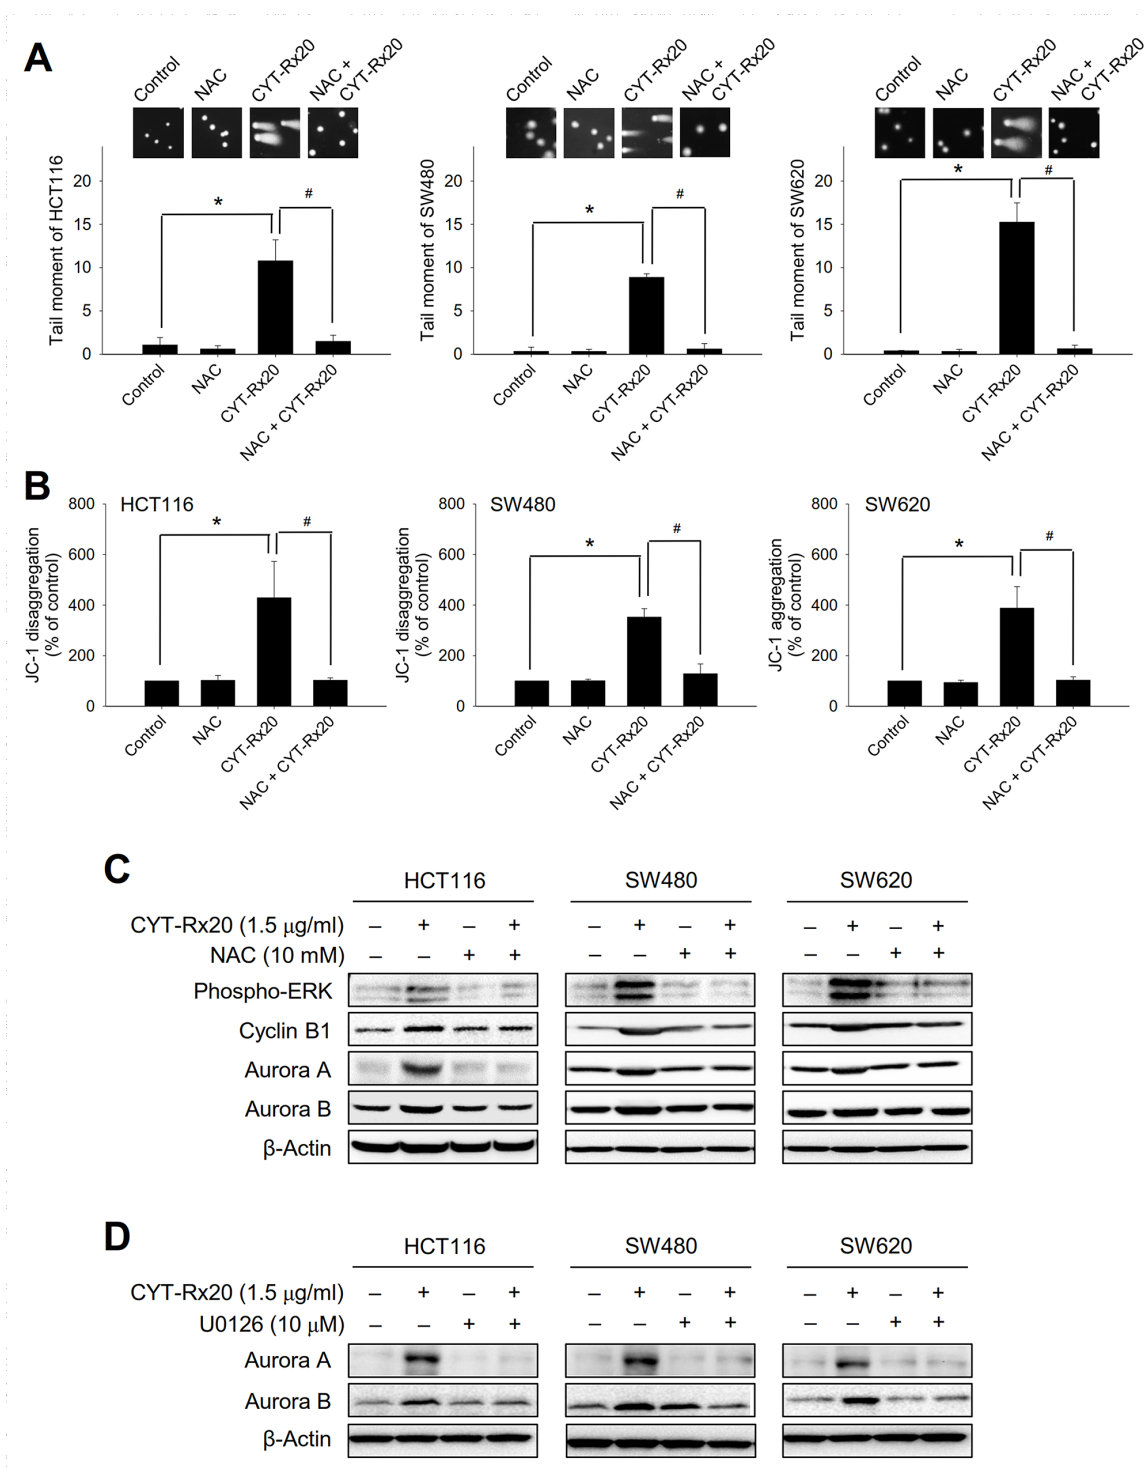 A
Control NAC CYT-Rx20 NAC + CYT-Rx20
Control NAC CYT-Rx20 NAC + CYT-Rx20
Control NAC CYT-Rx20 NAC + CYT-Rx20
Tail moment of HCT116
20
15
10
5
0
* #
Control NAC CYT-Rx20 NAC + CYT-Rx20
Tail moment of SW480
20
15
10
5
0
* #
Control NAC CYT-Rx20 NAC + CYT-Rx20
Tail moment of SW620
20
15
10
5
0
* #
Control NAC CYT-Rx20 NAC + CYT-Rx20
B
HCT116
JC-1 disaggregation
(% of control)
800
600
400
200
0
* #
Control NAC CYT-Rx20 NAC + CYT-Rx20
SW480
JC-1 disaggregation
(% of control)
800
600
400
200
0
* #
Control NAC CYT-Rx20 NAC + CYT-Rx20
SW620
JC-1 aggregation
(% of control)
800
600
400
200
0
* #
Control NAC CYT-Rx20 NAC + CYT-Rx20
C
HCT116 SW480 SW620
CYT-Rx20 (1.5 μg/ml) – + – + – + – + – + – +
NAC (10 mM) – – + + – – + + – – + +
Phospho-ERK
Cyclin B1
Aurora A
Aurora B
β-Actin
D
HCT116 SW480 SW620
CYT-Rx20 (1.5 μg/ml) – + – + – + – + – + – +
U0126 (10 μM) – – + + – – + + – – + +
Aurora A
Aurora B
β-Actin